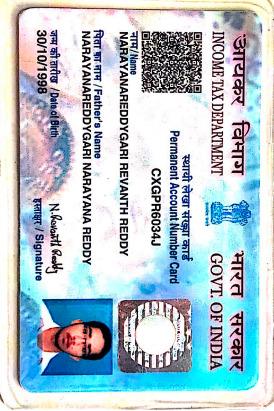 आयकर विभाग
INCOME TAX DEPARTMENT
भारत सरकार
GOVT. OF INDIA
स्थायी लेखा संख्या कार्ड
Permanent Account Number Card
CXGPR6034J
नाम/Name
NARAYANAREDDYGARI REVANTH REDDY
पिता का नाम/Father's Name
NARAYANAREDDYGARI NARAYANA REDDY
जन्म की तारीख/Date of Birth
30/10/1998
N. Revanth Reddy
हस्ताक्षर/Signature